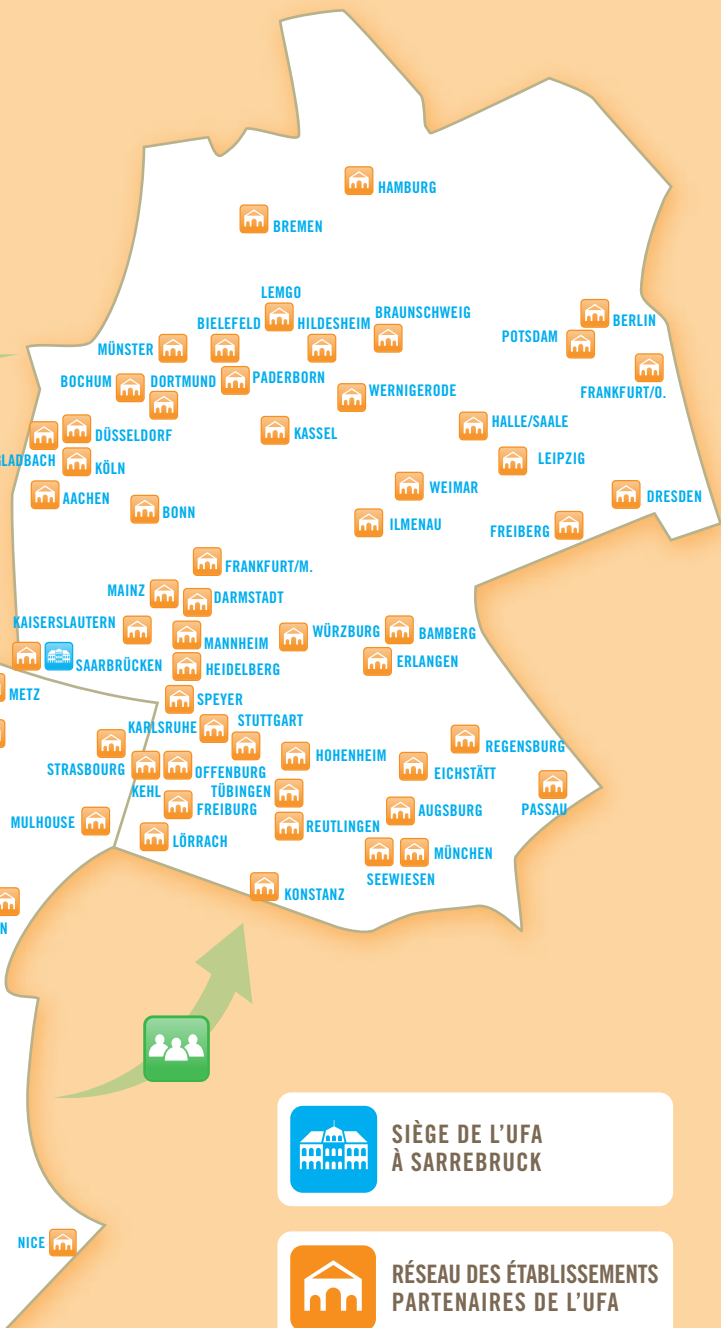 HAMBURG
BREMEN
LEMGO
BRAUNSCHWEIG
BIELEFELD
HILDESHEIM
BERLIN
POTSDAM
MÜNSTER
BOCHUM
DORTMUND
PADERBORN
WERNIGERODE
FRANKFURT/O.
HALLE/SAALE
DÜSSELDORF
KASSEL
LEIPZIG
GLADBACH
KÖLN
WEIMAR
AACHEN
DRESDEN
BONN
ILMENAU
FREIBERG
FRANKFURT/M.
MAINZ
DARMSTADT
KAISERSLAUTERN
WÜRZBURG
BAMBERG
MANNHEIM
ERLANGEN
SAARBRÜCKEN
HEIDELBERG
METZ
SPEYER
STUTTGART
KARLSRUHE
REGENSBURG
HOHENHEIM
STRASBOURG
OFFENBURG
EICHSTÄTT
KEHL
TÜBINGEN
FREIBURG
AUGSBURG
PASSAU
MULHOUSE
REUTLINGEN
LÖRRACH
MÜNCHEN
SEEWIESEN
KONSTANZ
N
SIÈGE DE L'UFA
À SARREBRUCK
NICE
RÉSEAU DES ÉTABLISSEMENTS
PARTENAIRES DE L'UFA